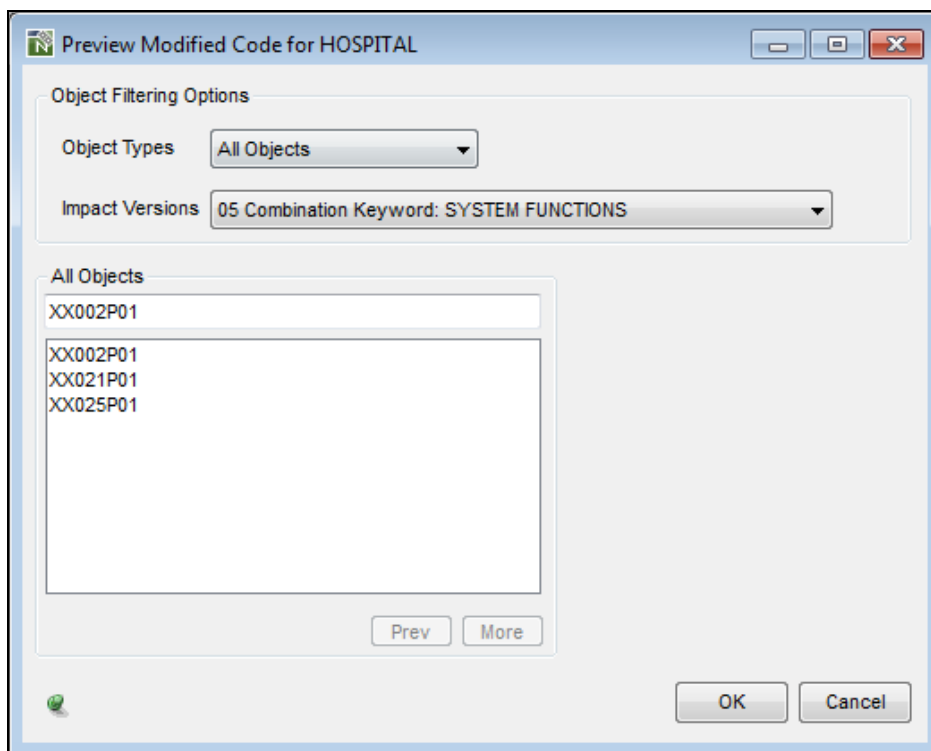 Preview Modified Code for HOSPITAL
Object Filtering Options
Object Types All Objects
Impact Versions 05 Combination Keyword: SYSTEM FUNCTIONS
All Objects
XX002P01
XX002P01
XX021P01
XX025P01
Prev More
OK Cancel